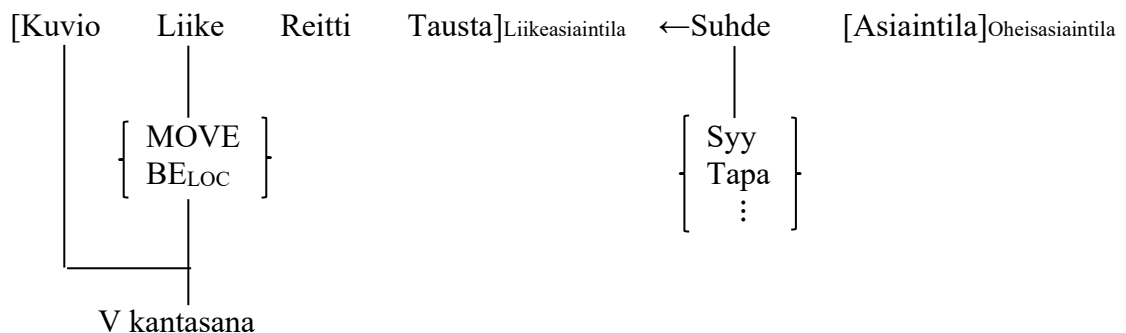 [Kuvio Liike Reitti Tausta]Liikeasiaintila ←Suhde [Asiaintila]Oheisasiaintila
MOVE Syy
BELOC Tapa
⋮
V kantasana